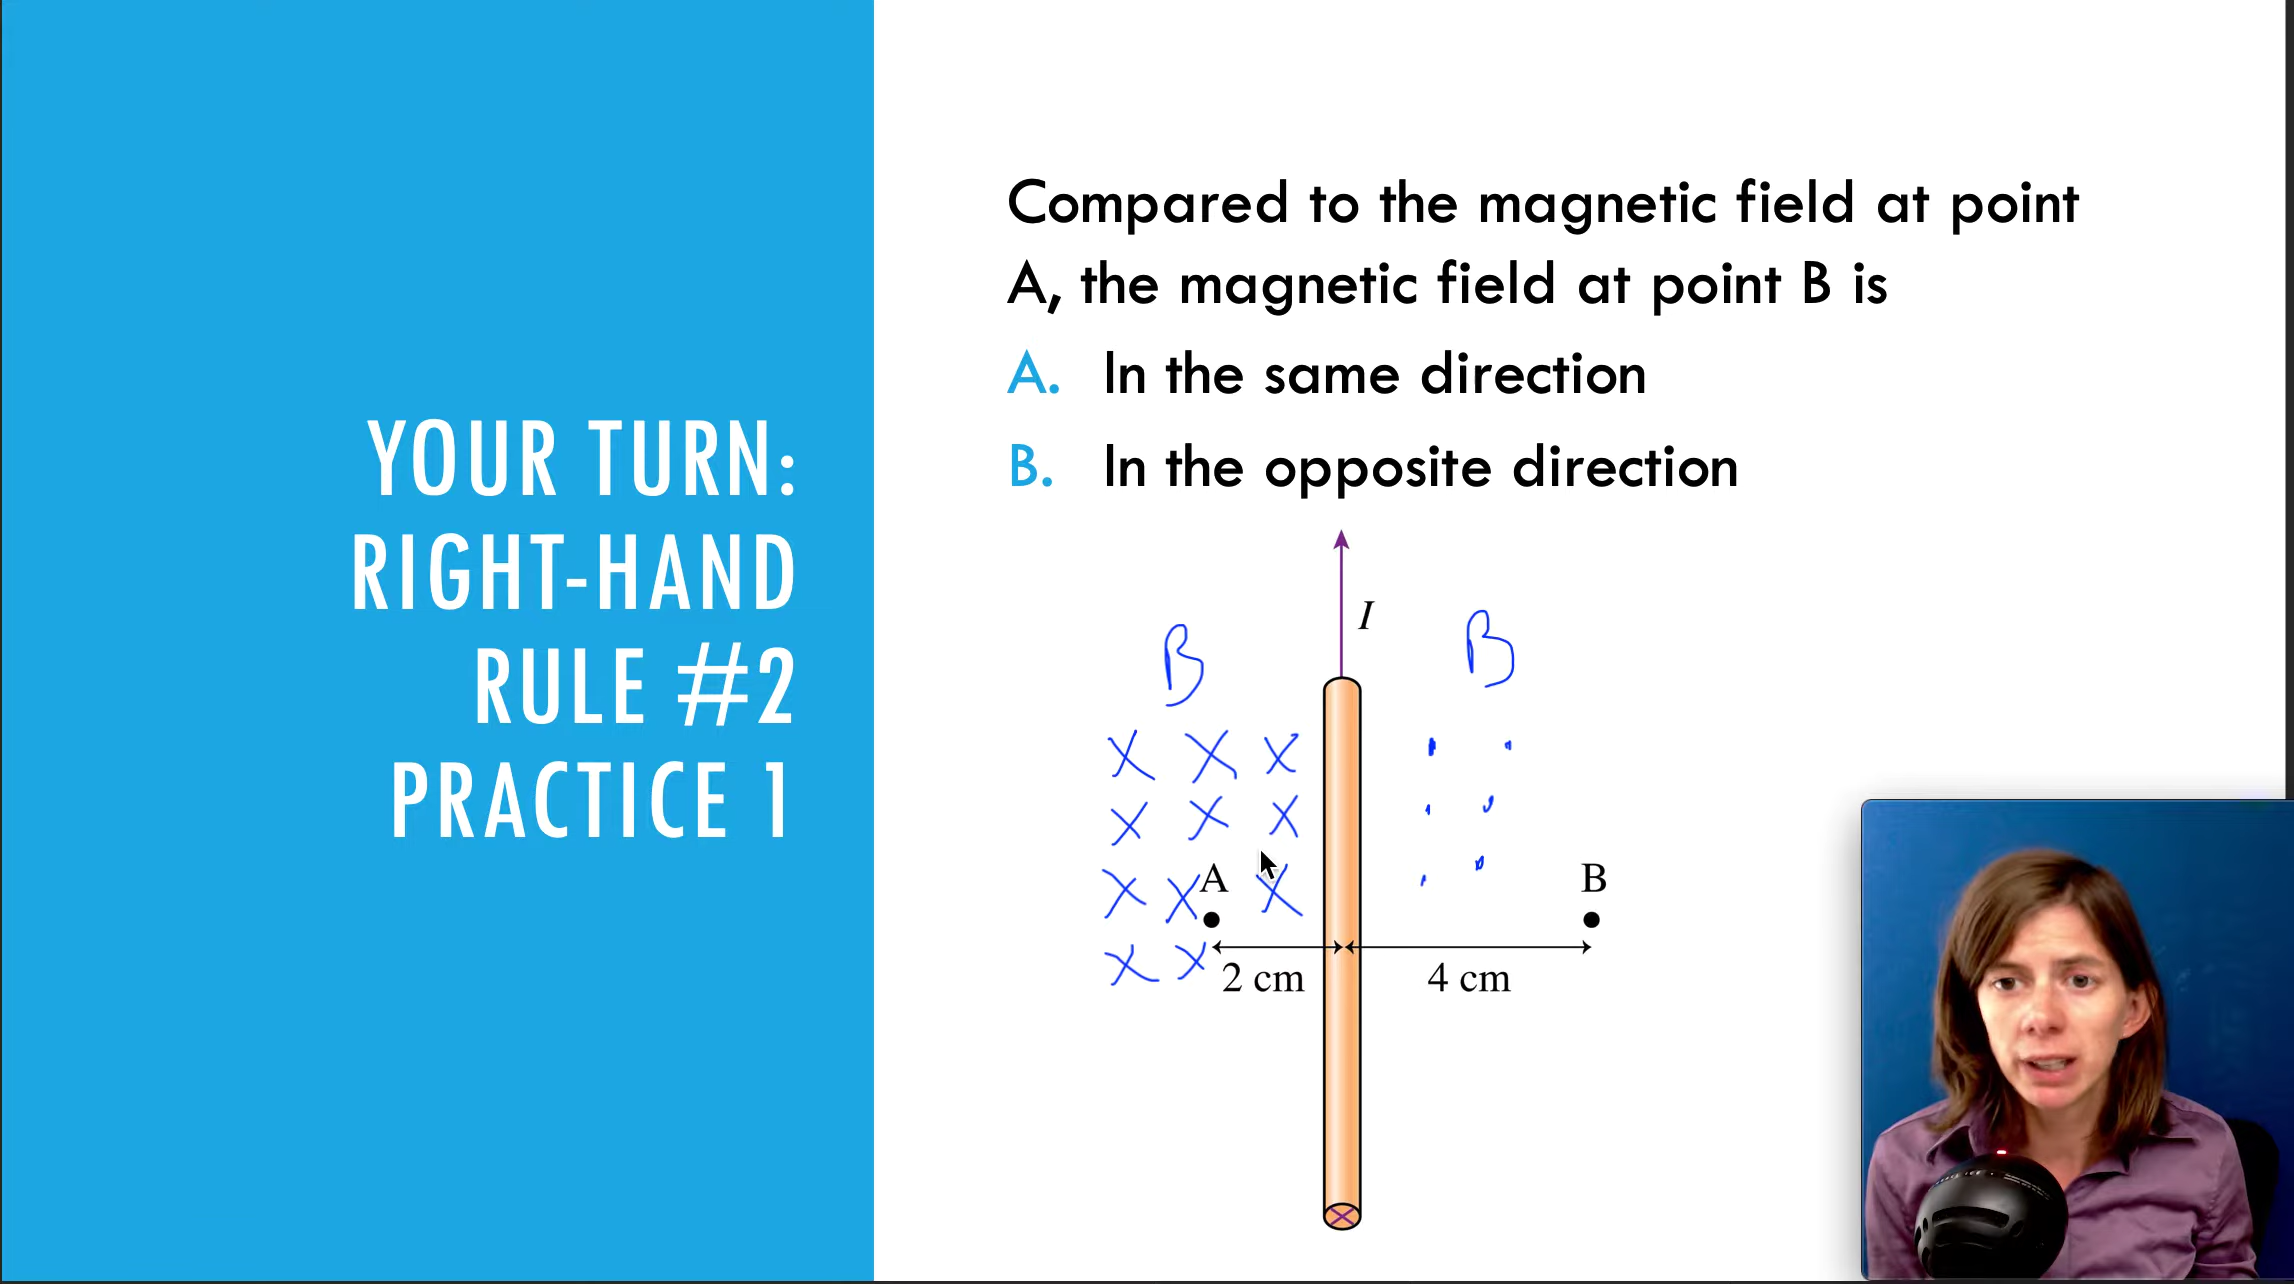 YOUR TURN:
RIGHT-HAND
RULE #2
PRACTICE 1
Compared to the magnetic field at point
A, the magnetic field at point B is
A. In the same direction
B. In the opposite direction
I
B B
X X X
X X X
X X X
X X
A B
2 cm 4 cm